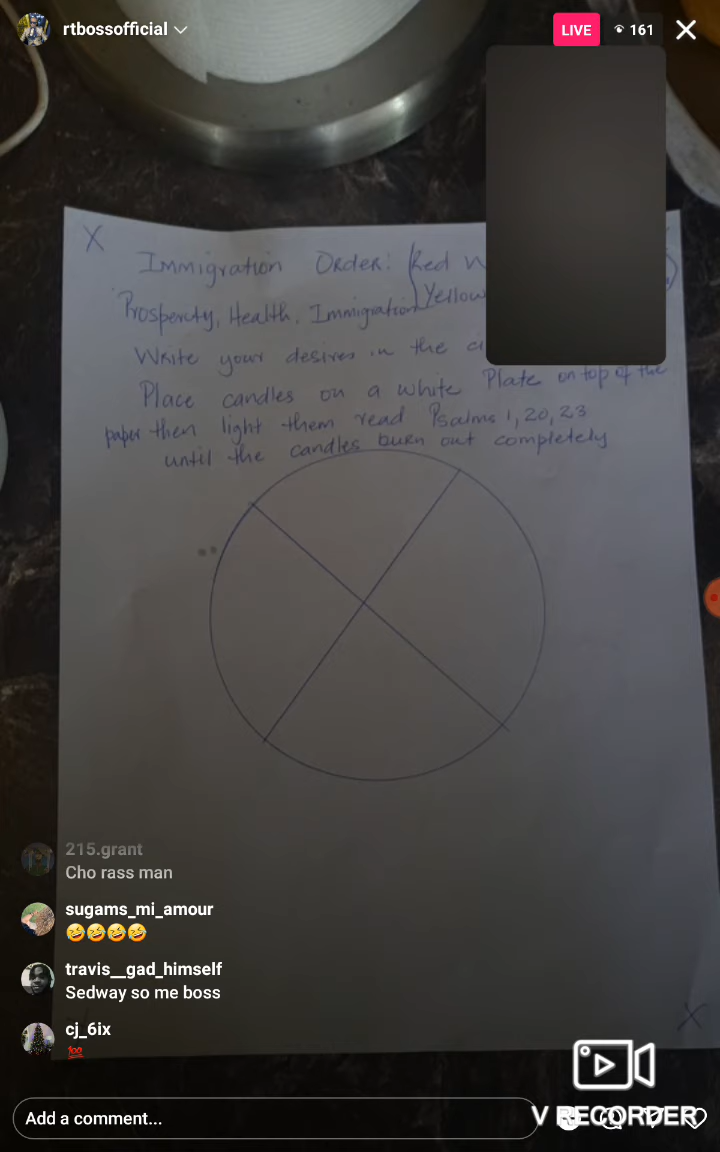 rtbossofficial
LIVE
161
X
Immigration Order: (Red
Prosperity, Health, Immigration Yellow
Write your desires in the
Place candles on a white Plate on top of the
paper then light them read Psalms 1, 20, 23
until the candles burn out completely
X
215.grant
Cho rass man
sugams_mi_amour
🤣🤣🤣🤣
travis__gad_himself
Sedway so me boss
cj_6ix
💯
Add a comment...
V RECORDER